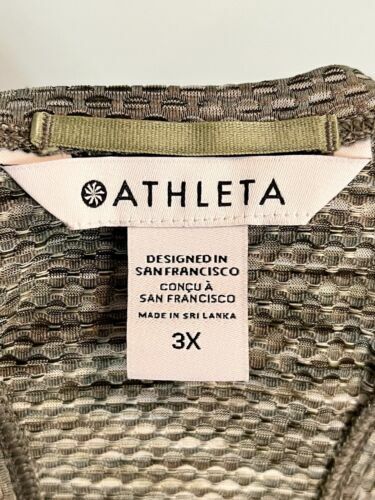 ATHLETA
DESIGNED IN
SAN FRANCISCO
CONÇU À
SAN FRANCISCO
MADE IN SRI LANKA
3X